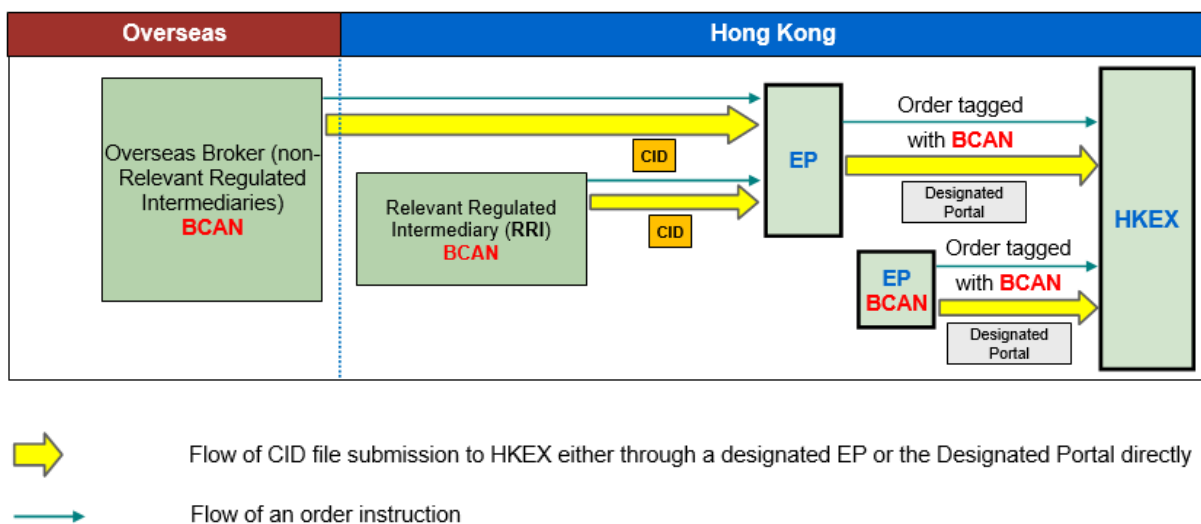 Overseas
Hong Kong
Overseas Broker (non-
Relevant Regulated
Intermediaries)
BCAN
CID
Relevant Regulated
Intermediary (RRI)
BCAN
CID
EP
Order tagged
with BCAN
Designated
Portal
EP
BCAN
Order tagged
with BCAN
Designated
Portal
HKEX
Flow of CID file submission to HKEX either through a designated EP or the Designated Portal directly
Flow of an order instruction